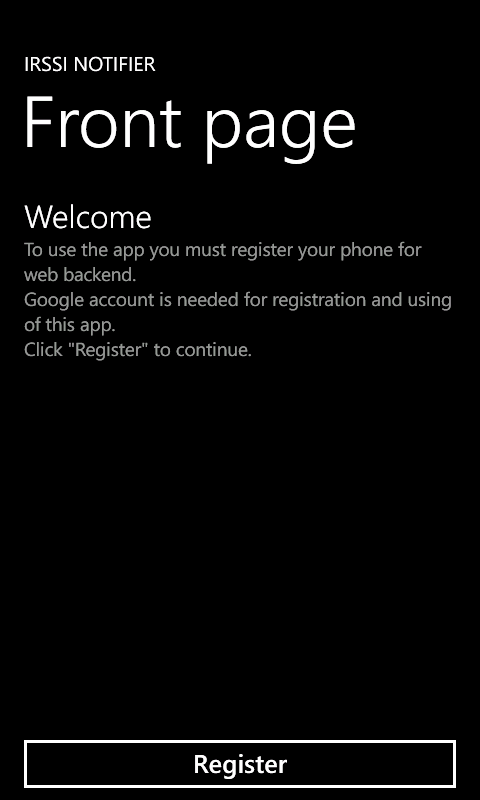 IRSSI NOTIFIER
Front page
Welcome
To use the app you must register your phone for
web backend.
Google account is needed for registration and using
of this app.
Click "Register" to continue.
Register